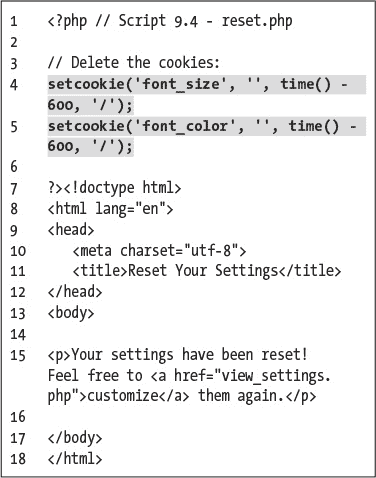 1 <?php // Script 9.4 - reset.php
2
3 // Delete the cookies:
4 setcookie('font_size', '', time() -
600, '/');
5 setcookie('font_color', '', time() -
600, '/');
6
7 ?><!doctype html>
8 <html lang="en">
9 <head>
10 <meta charset="utf-8">
11 <title>Reset Your Settings</title>
12 </head>
13 <body>
14
15 <p>Your settings have been reset!
Feel free to <a href="view_settings.
php">customize</a> them again.</p>
16
17 </body>
18 </html>